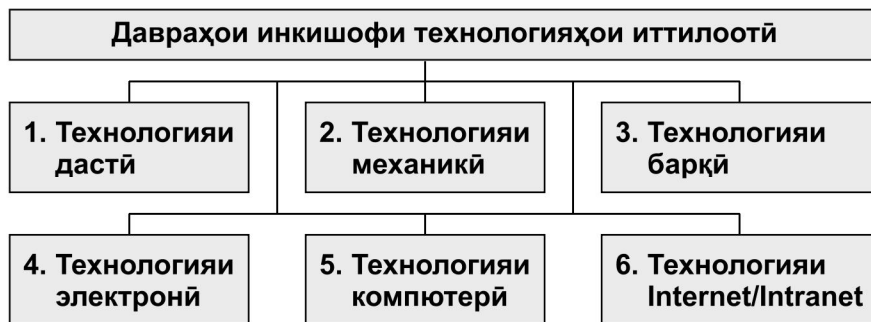 Давраҳои инкишофи технологияҳои иттилоотӣ
1. Технологияи
дастӣ
2. Технологияи
механикӣ
3. Технологияи
барқӣ
4. Технологияи
электронӣ
5. Технологияи
компютерӣ
6. Технологияи
Internet/Intranet